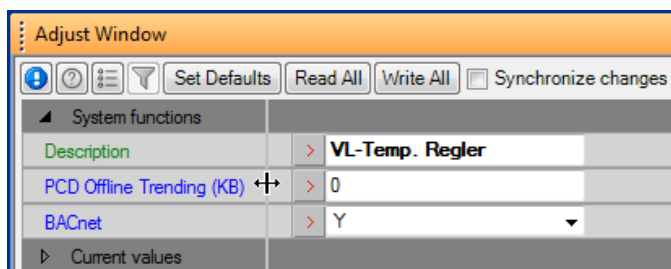 Adjust Window
Set Defaults Read All Write All Synchronize changes
System functions
Description > VL-Temp. Regler
PCD Offline Trending (KB) > 0
BACnet > Y
Current values